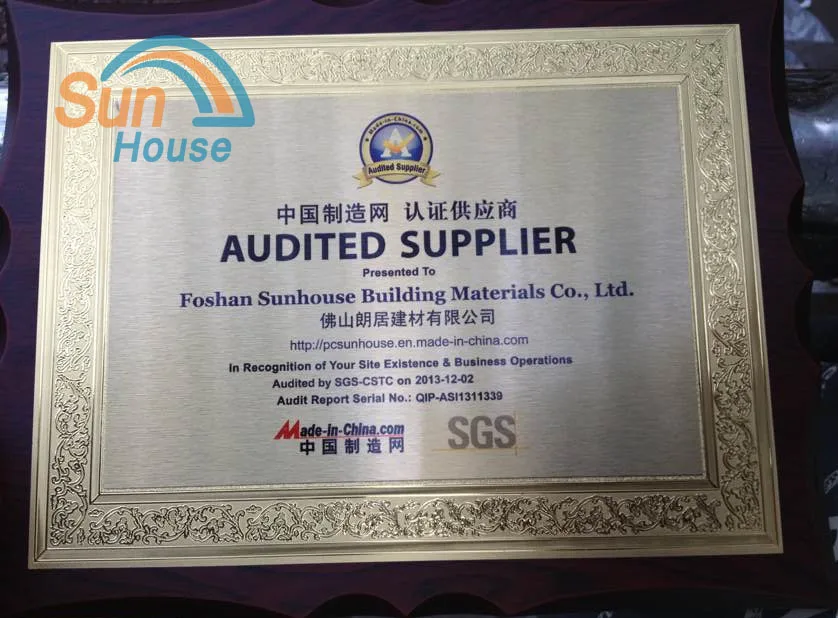 Sun
House
Made-in-China.com
Audited Supplier
中国制造网 认证供应商
AUDITED SUPPLIER
Presented To
Foshan Sunhouse Building Materials Co., Ltd.
佛山朗居建材有限公司
http://pcsunhouse.en.made-in-china.com
In Recognition of Your Site Existence & Business Operations
Audited by SGS-CSTC on 2013-12-02
Audit Report Serial No.: QIP-ASI1311339
Made-in-China.com
中国制造网
SGS